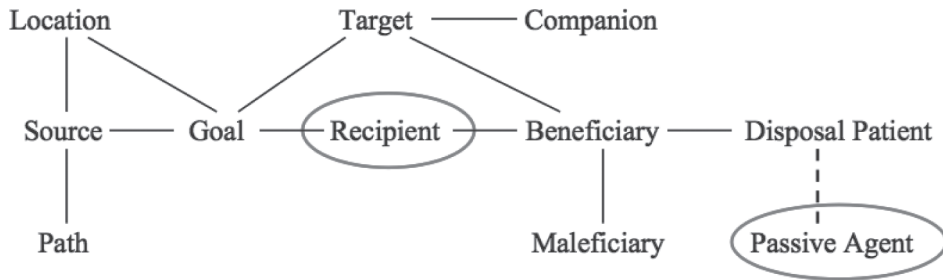 Location Target Companion
Source Goal Recipient Beneficiary Disposal Patient
Path Maleficiary Passive Agent